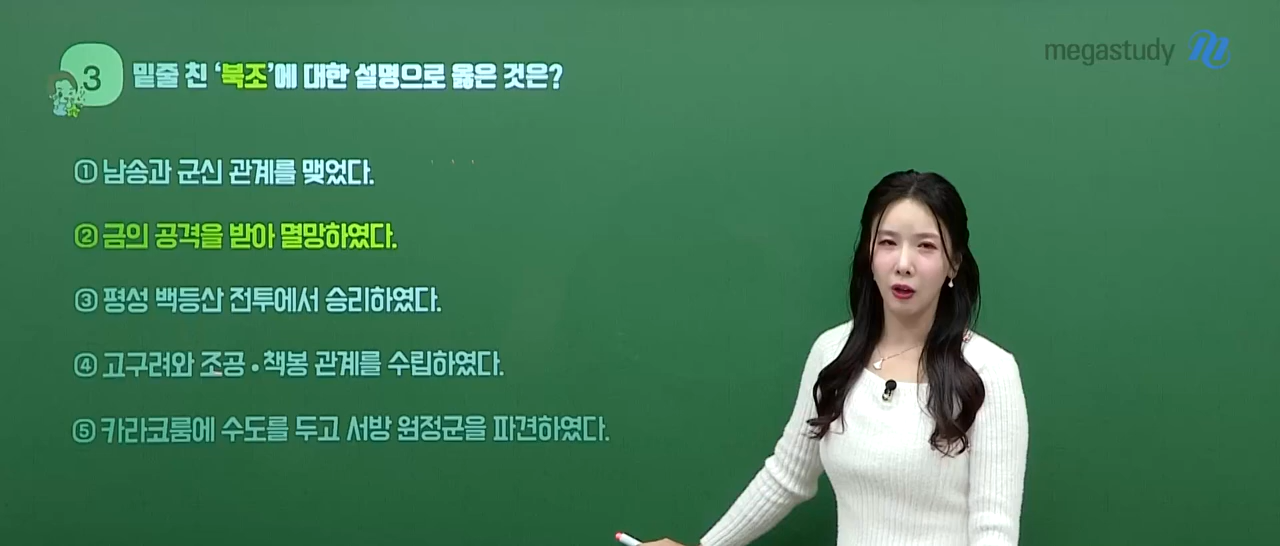 megastudy
3 밑줄 친 ‘북조’에 대한 설명으로 옳은 것은?
① 남송과 군신 관계를 맺었다.
② 금의 공격을 받아 멸망하였다.
③ 평성 백등산 전투에서 승리하였다.
④ 고구려와 조공·책봉 관계를 수립하였다.
⑤ 카라코룸에 수도를 두고 서방 원정군을 파견하였다.